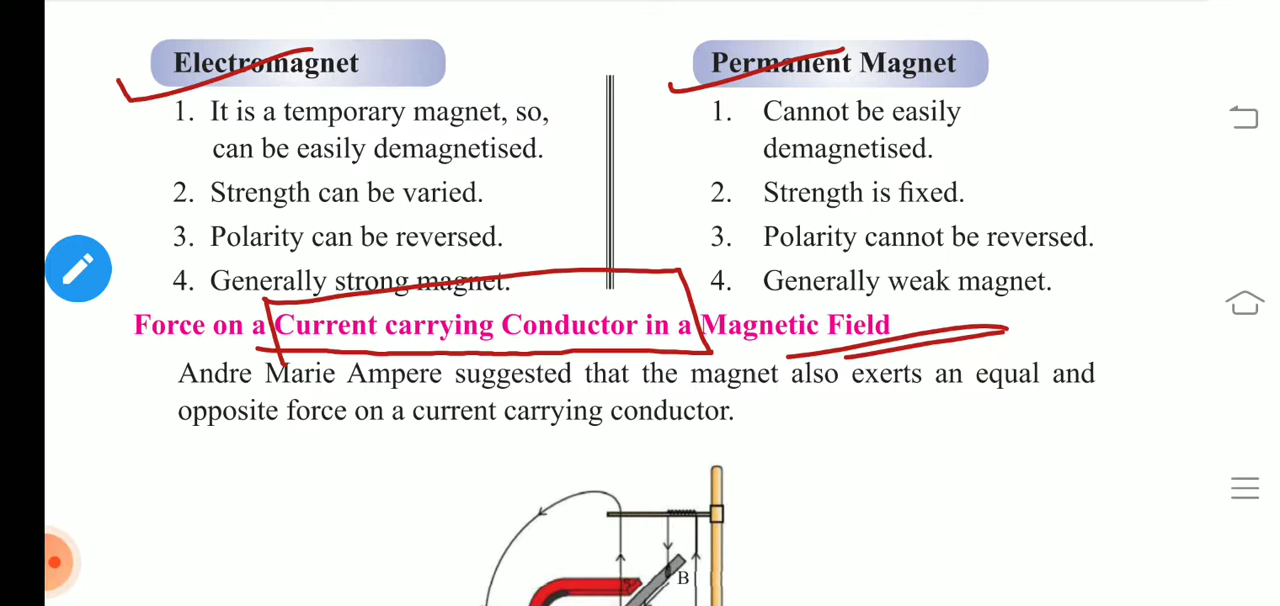 Electromagnet
1. It is a temporary magnet, so,
can be easily demagnetised.
2. Strength can be varied.
3. Polarity can be reversed.
4. Generally strong magnet.
Permanent Magnet
1. Cannot be easily
demagnetised.
2. Strength is fixed.
3. Polarity cannot be reversed.
4. Generally weak magnet.
Force on a Current carrying Conductor in a Magnetic Field
Andre Marie Ampere suggested that the magnet also exerts an equal and
opposite force on a current carrying conductor.
B